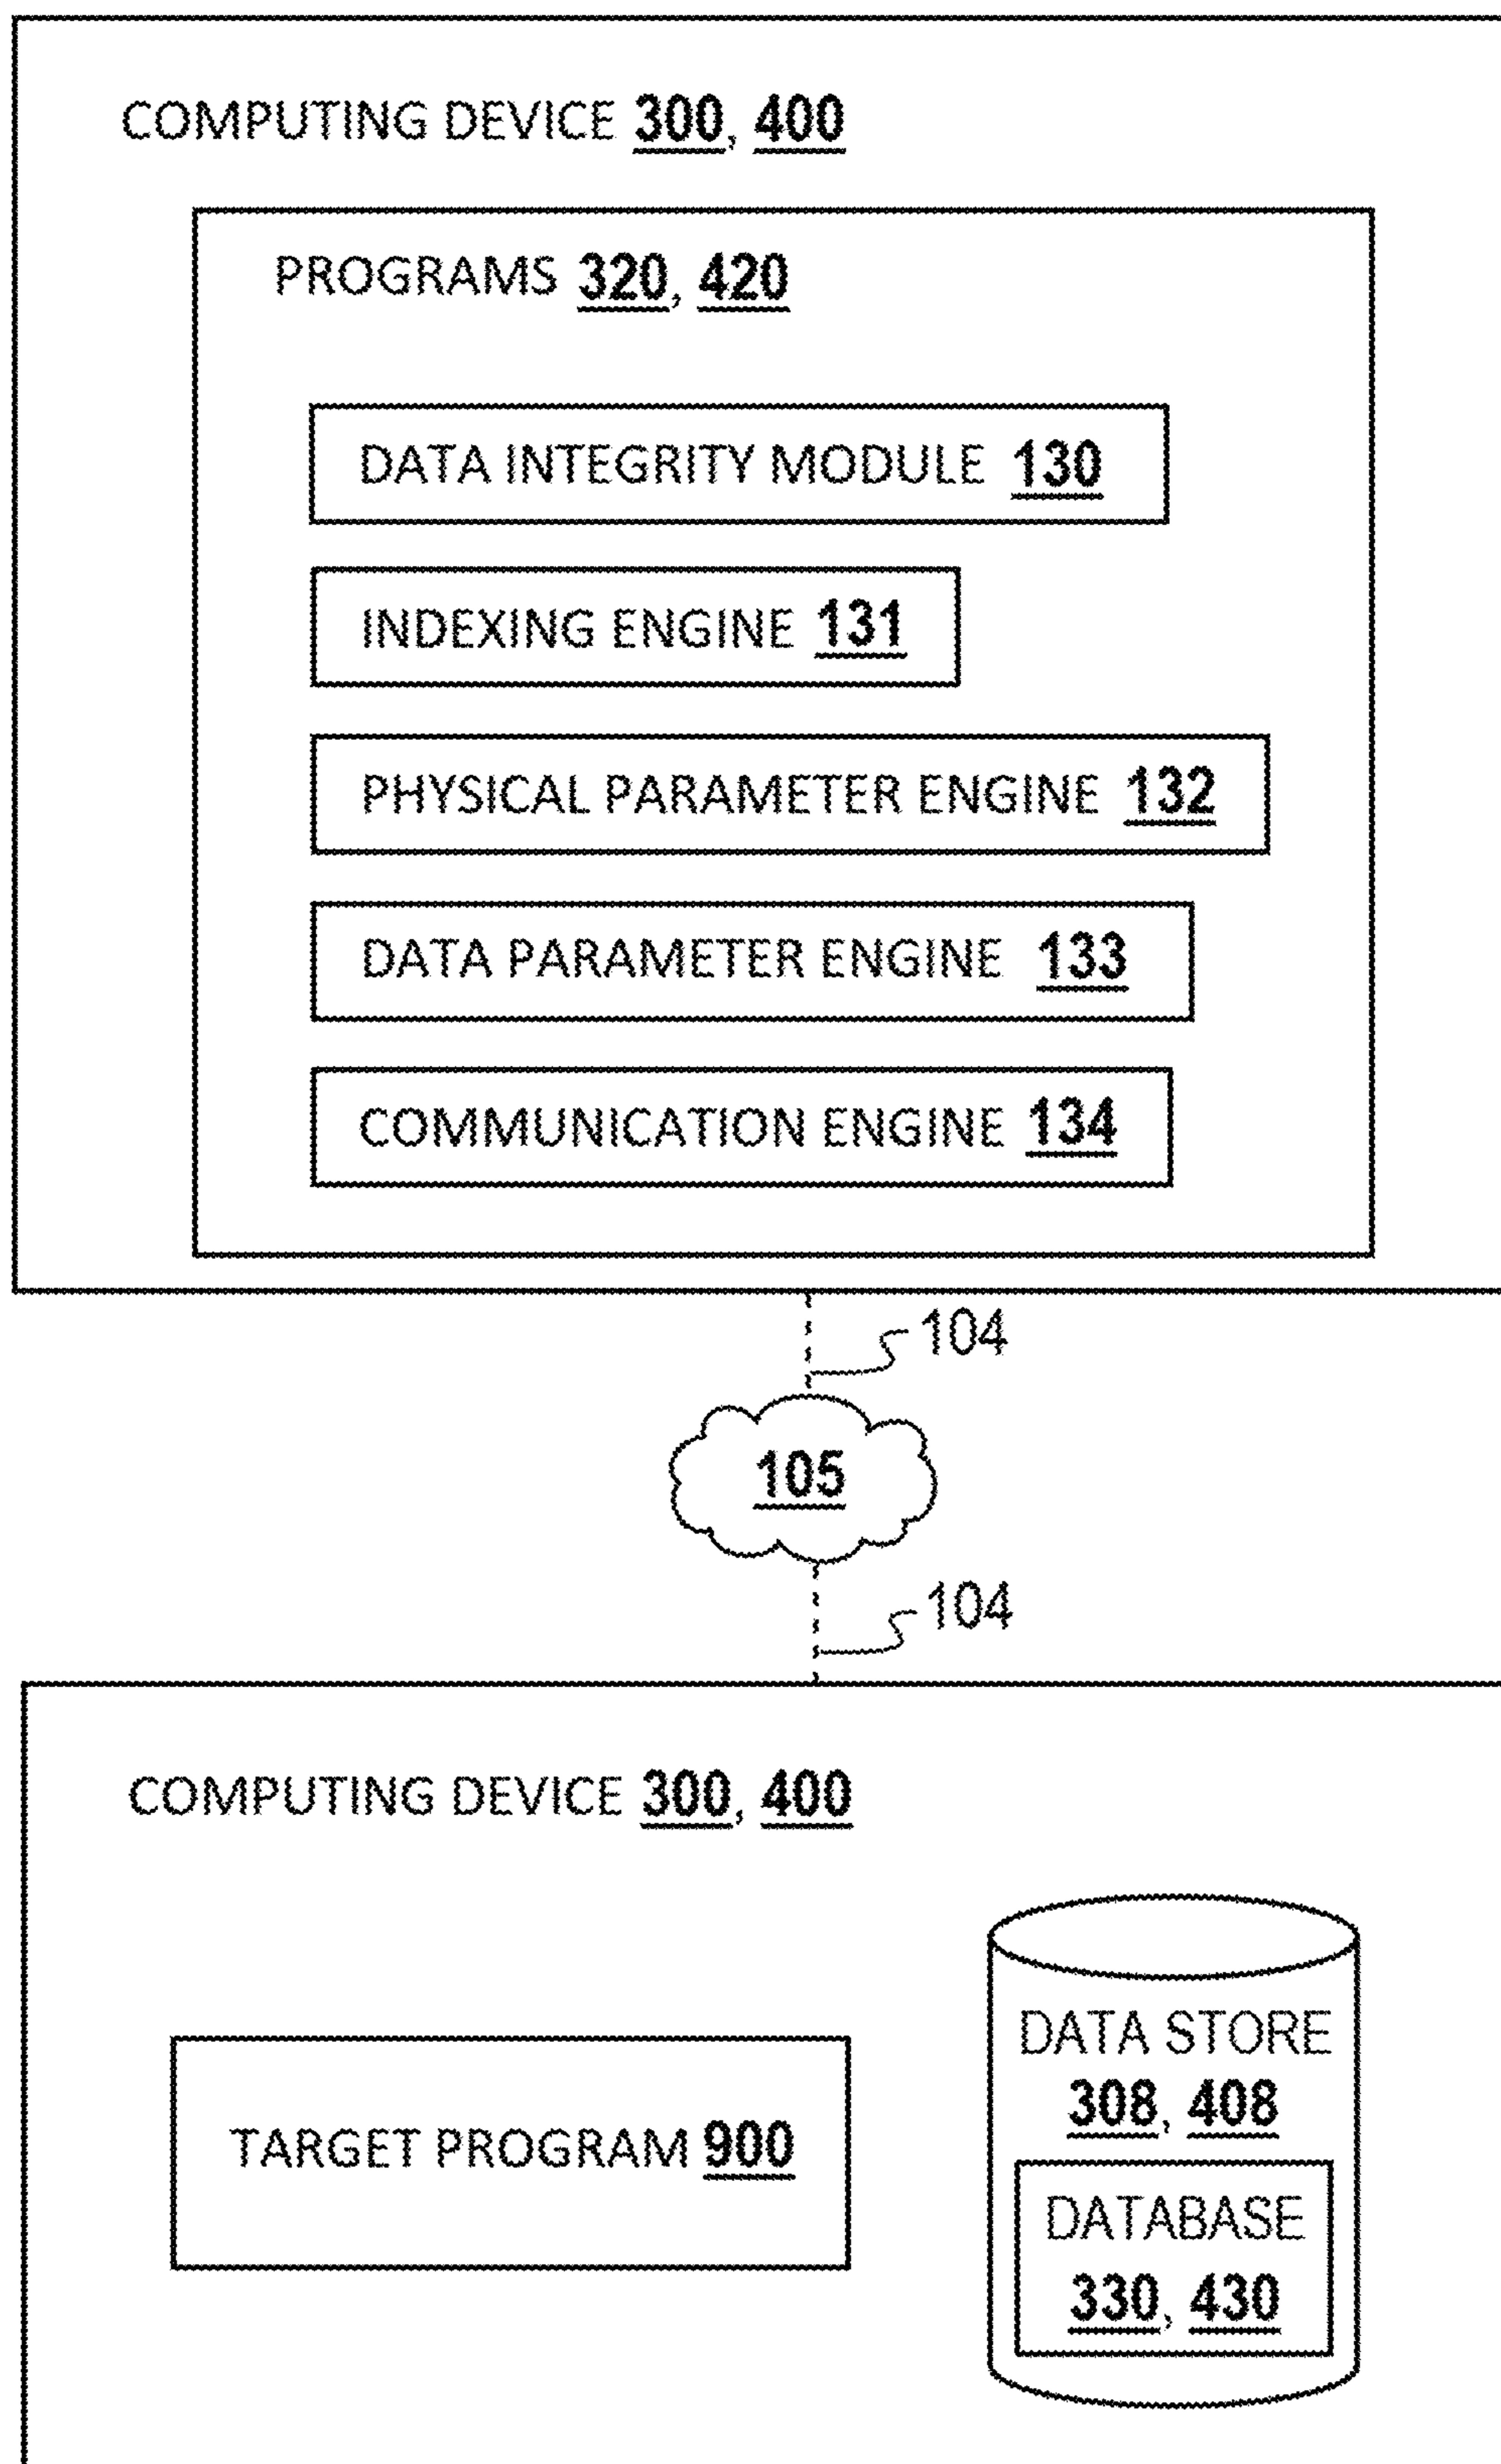 COMPUTING DEVICE 300, 400
PROGRAMS 320, 420
DATA INTEGRITY MODULE 130
INDEXING ENGINE 131
PHYSICAL PARAMETER ENGINE 132
DATA PARAMETER ENGINE 133
COMMUNICATION ENGINE 134
104
105
104
COMPUTING DEVICE 300, 400
TARGET PROGRAM 900
DATA STORE
308, 408
DATABASE
330, 430